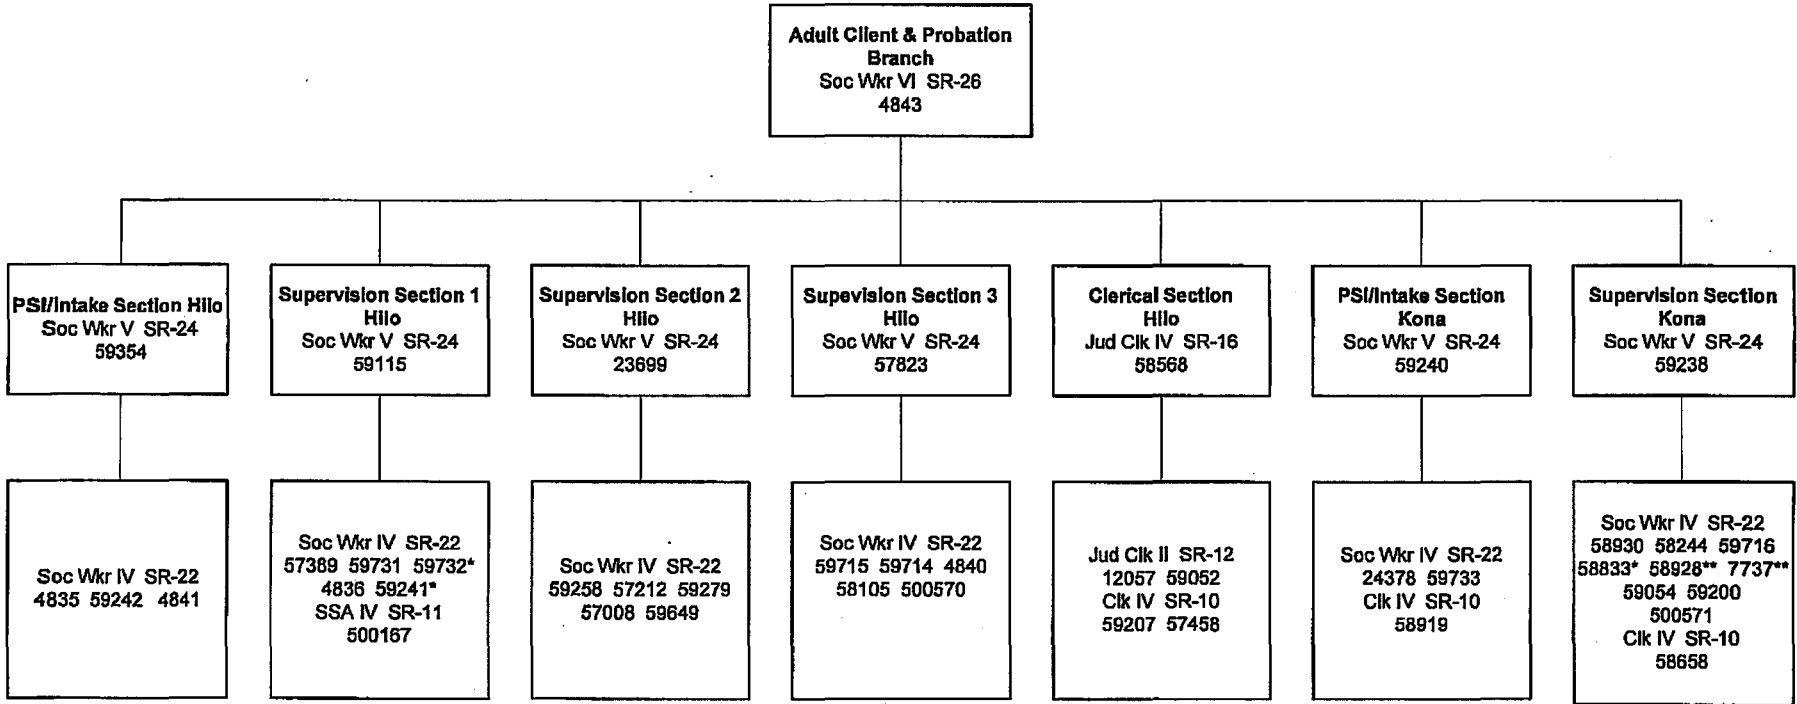 Adult Client & Probation
Branch
Soc Wkr VI SR-26
4843
PSI/Intake Section Hilo
Soc Wkr V SR-24
59354
Supervision Section 1
Hilo
Soc Wkr V SR-24
59115
Supervision Section 2
Hilo
Soc Wkr V SR-24
23699
Supevision Section 3
Hilo
Soc Wkr V SR-24
57823
Clerical Section
Hilo
Jud Clk IV SR-16
58568
PSI/Intake Section
Kona
Soc Wkr V SR-24
59240
Supervision Section
Kona
Soc Wkr V SR-24
59238
Soc Wkr IV SR-22
4835 59242 4841
Soc Wkr IV SR-22
57389 59731 59732*
4836 59241*
SSA IV SR-11
500167
Soc Wkr IV SR-22
59258 57212 59279
57008 59649
Soc Wkr IV SR-22
59715 59714 4840
58105 500570
Jud Clk II SR-12
12057 59052
Clk IV SR-10
59207 57458
Soc Wkr IV SR-22
24378 59733
Clk IV SR-10
58919
Soc Wkr IV SR-22
58930 58244 59716
58833* 58928** 7737**
59054 59200
500571
Clk IV SR-10
58658